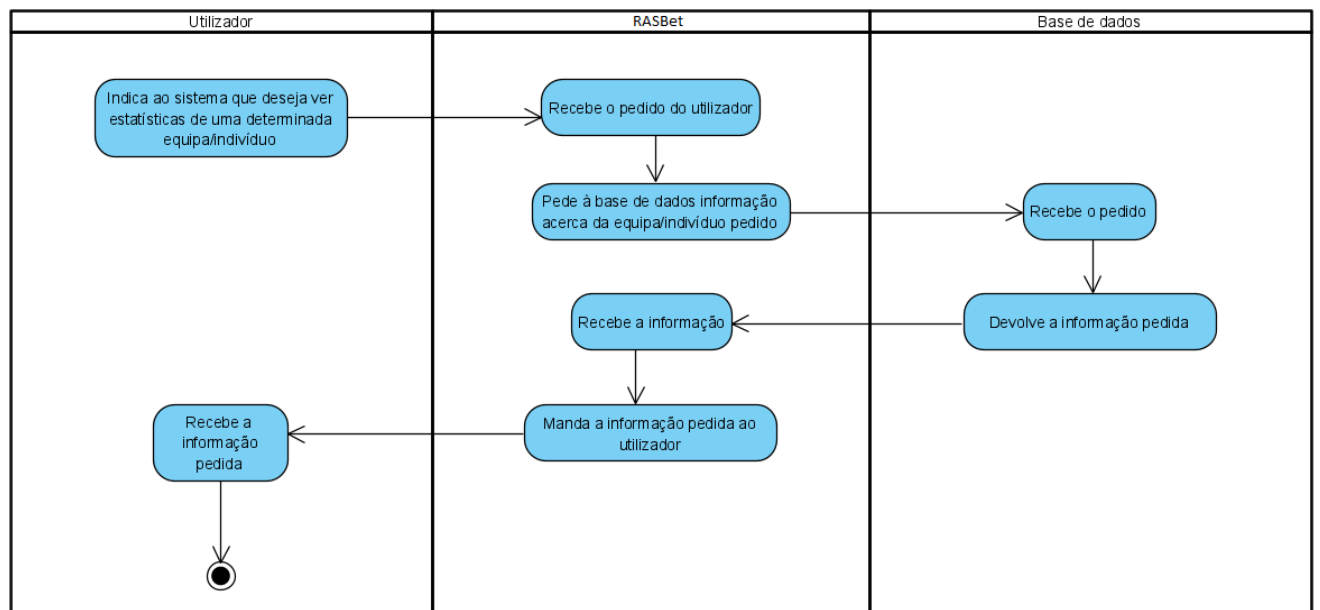 Utilizador
RASBet
Base de dados
Indica ao sistema que deseja ver
estatísticas de uma determinada
equipa/indivíduo
Recebe o pedido do utilizador
Pede à base de dados informação
acerca da equipa/indivíduo pedido
Recebe o pedido
Devolve a informação pedida
Recebe a informação
Manda a informação pedida ao
utilizador
Recebe a
informação
pedida